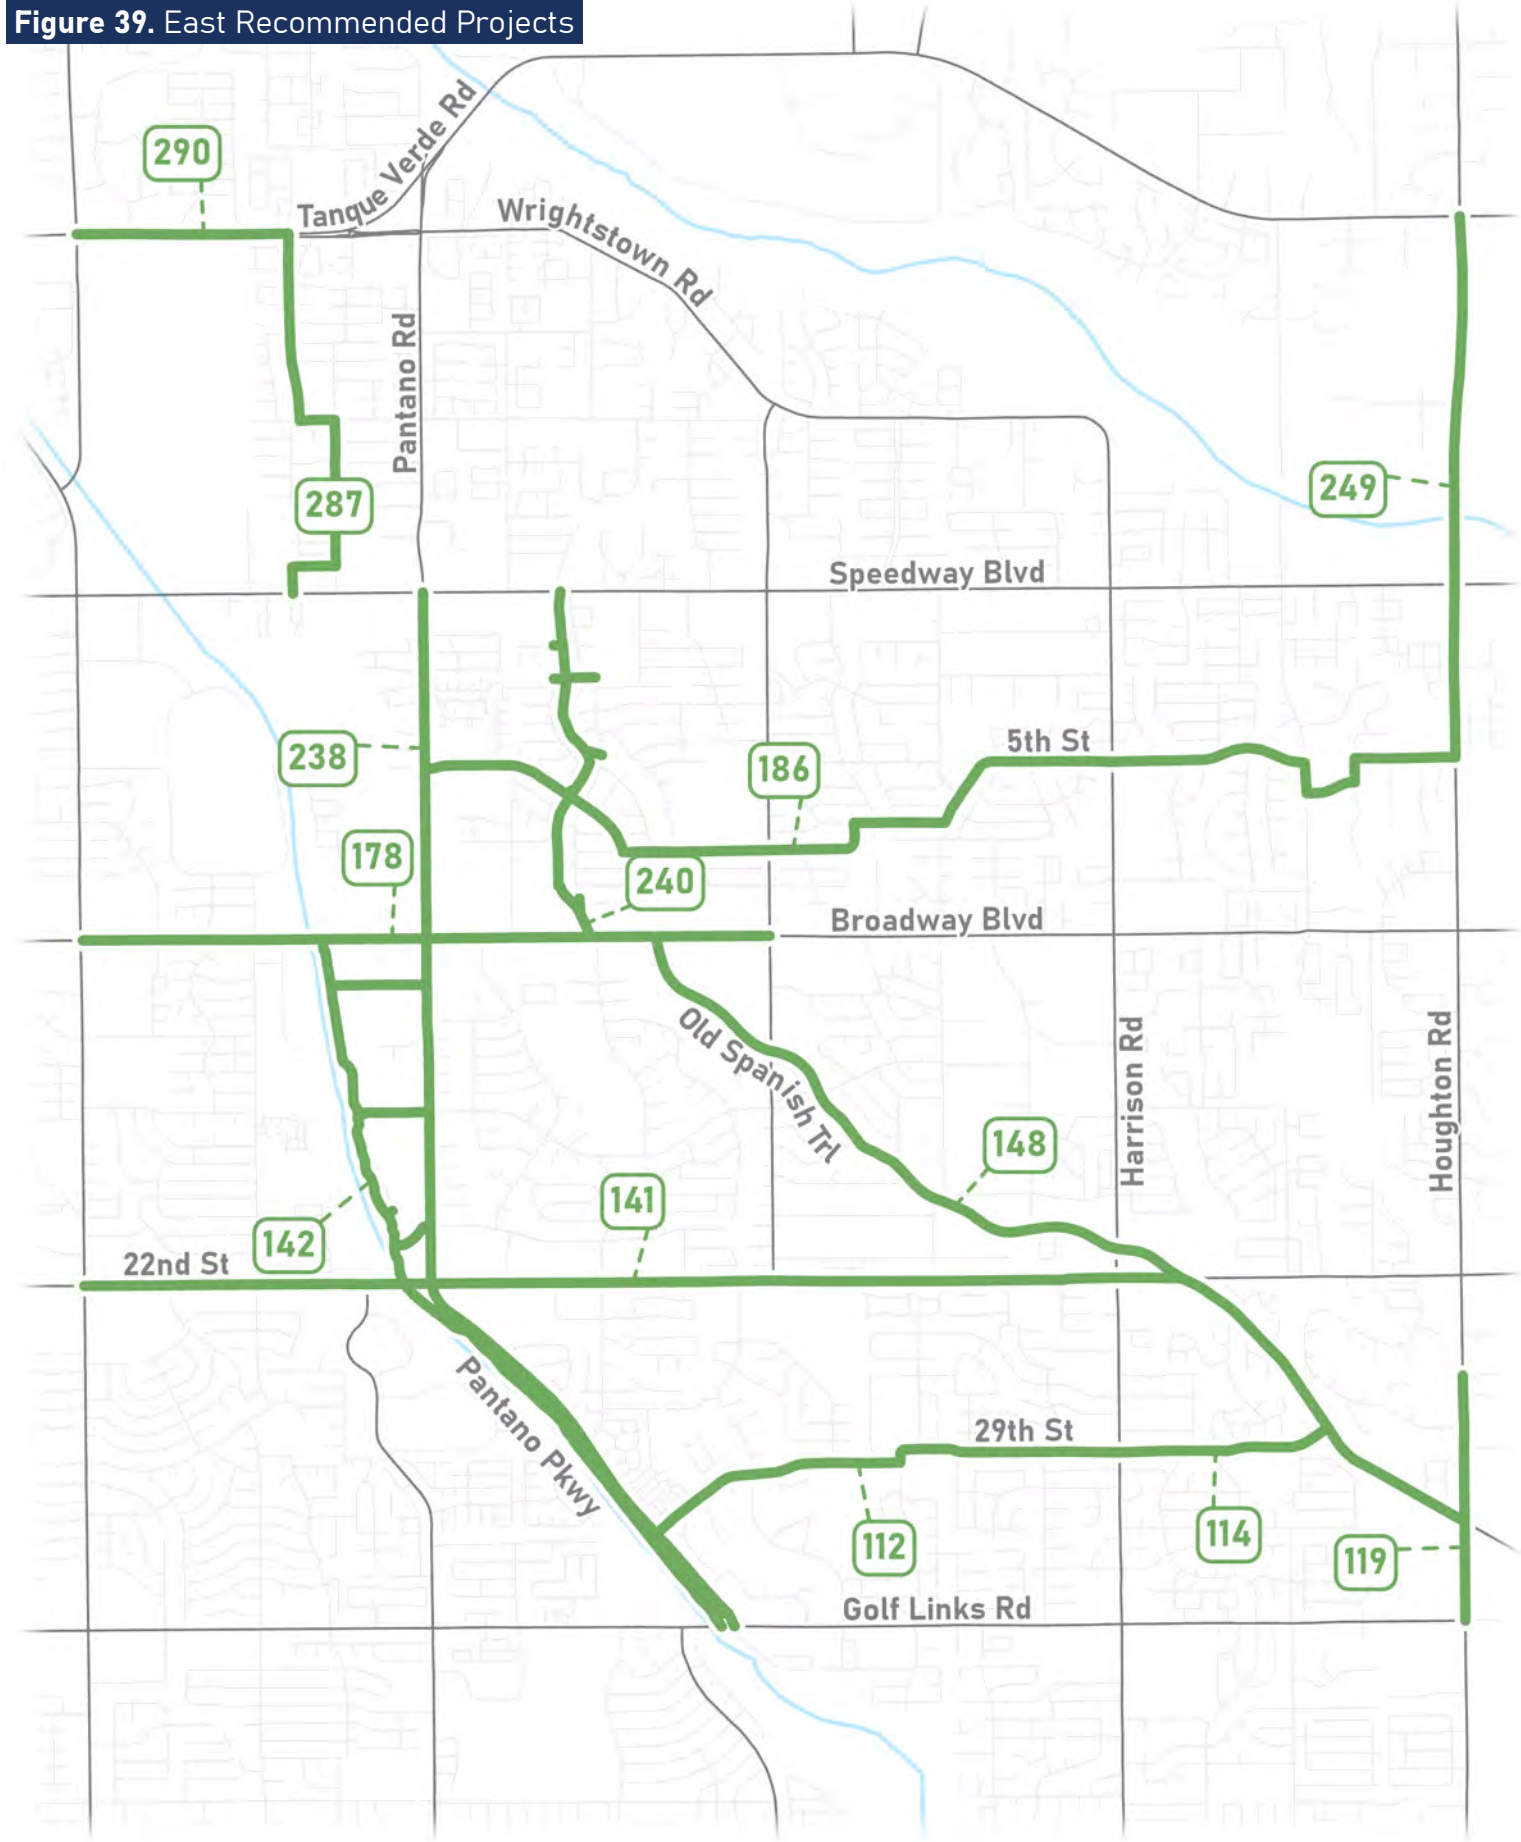 Figure 39. East Recommended Projects
Tanque Verde Rd
290
Wrightstown Rd
Pantano Rd
249
287
Speedway Blvd
5th St
238
186
178
240
Broadway Blvd
Old Spanish Trl
Harrison Rd
Houghton Rd
148
141
142
22nd St
Pantano Pkwy
29th St
112
114
119
Golf Links Rd